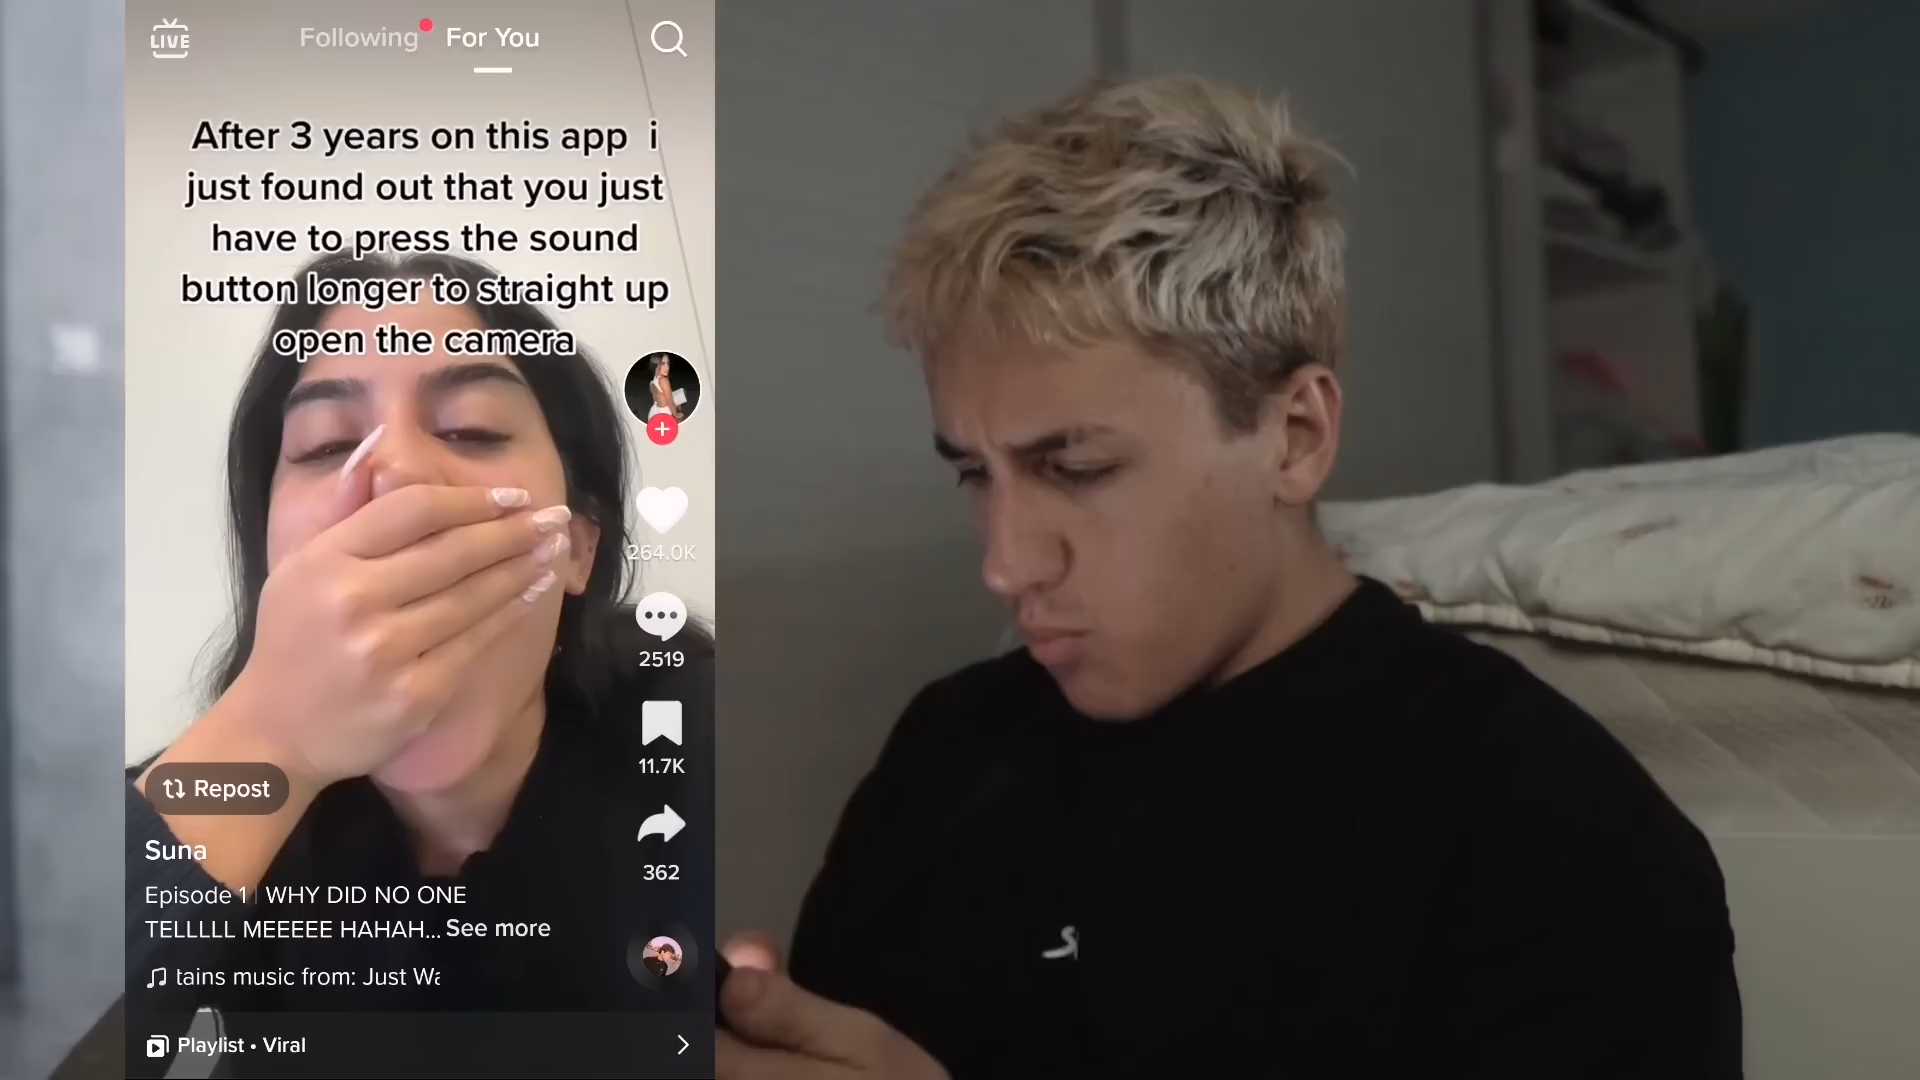 LIVE
Following
For You
After 3 years on this app i
just found out that you just
have to press the sound
button longer to straight up
open the camera
264.0K
2519
11.7K
362
Repost
Suna
Episode 1 | WHY DID NO ONE
TELLLLL MEEEEE HAHAH... See more
tains music from: Just
Playlist • Viral